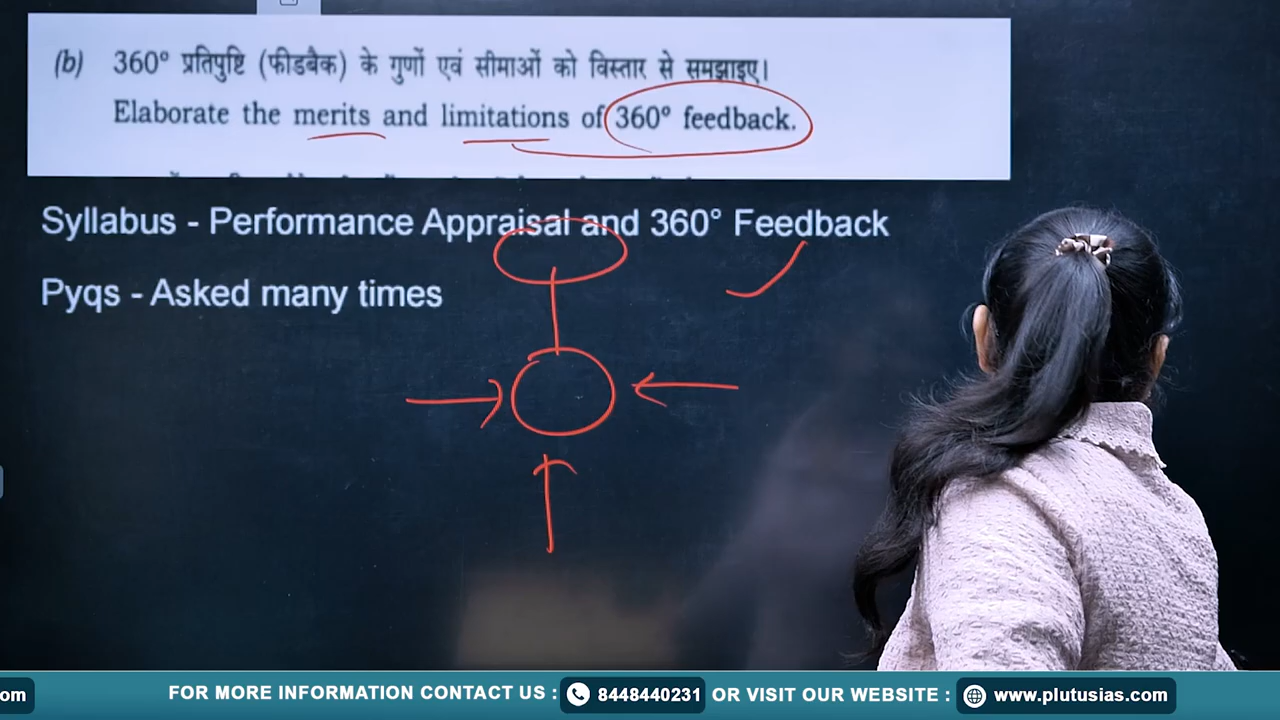 (b) 360° प्रतिपुष्टि (फीडबैक) के गुणों एवं सीमाओं को विस्तार से समझाइए।
Elaborate the merits and limitations of 360° feedback.
Syllabus - Performance Appraisal and 360° Feedback
Pyqs - Asked many times
om
FOR MORE INFORMATION CONTACT US : 8448440231 OR VISIT OUR WEBSITE : www.plutusias.com